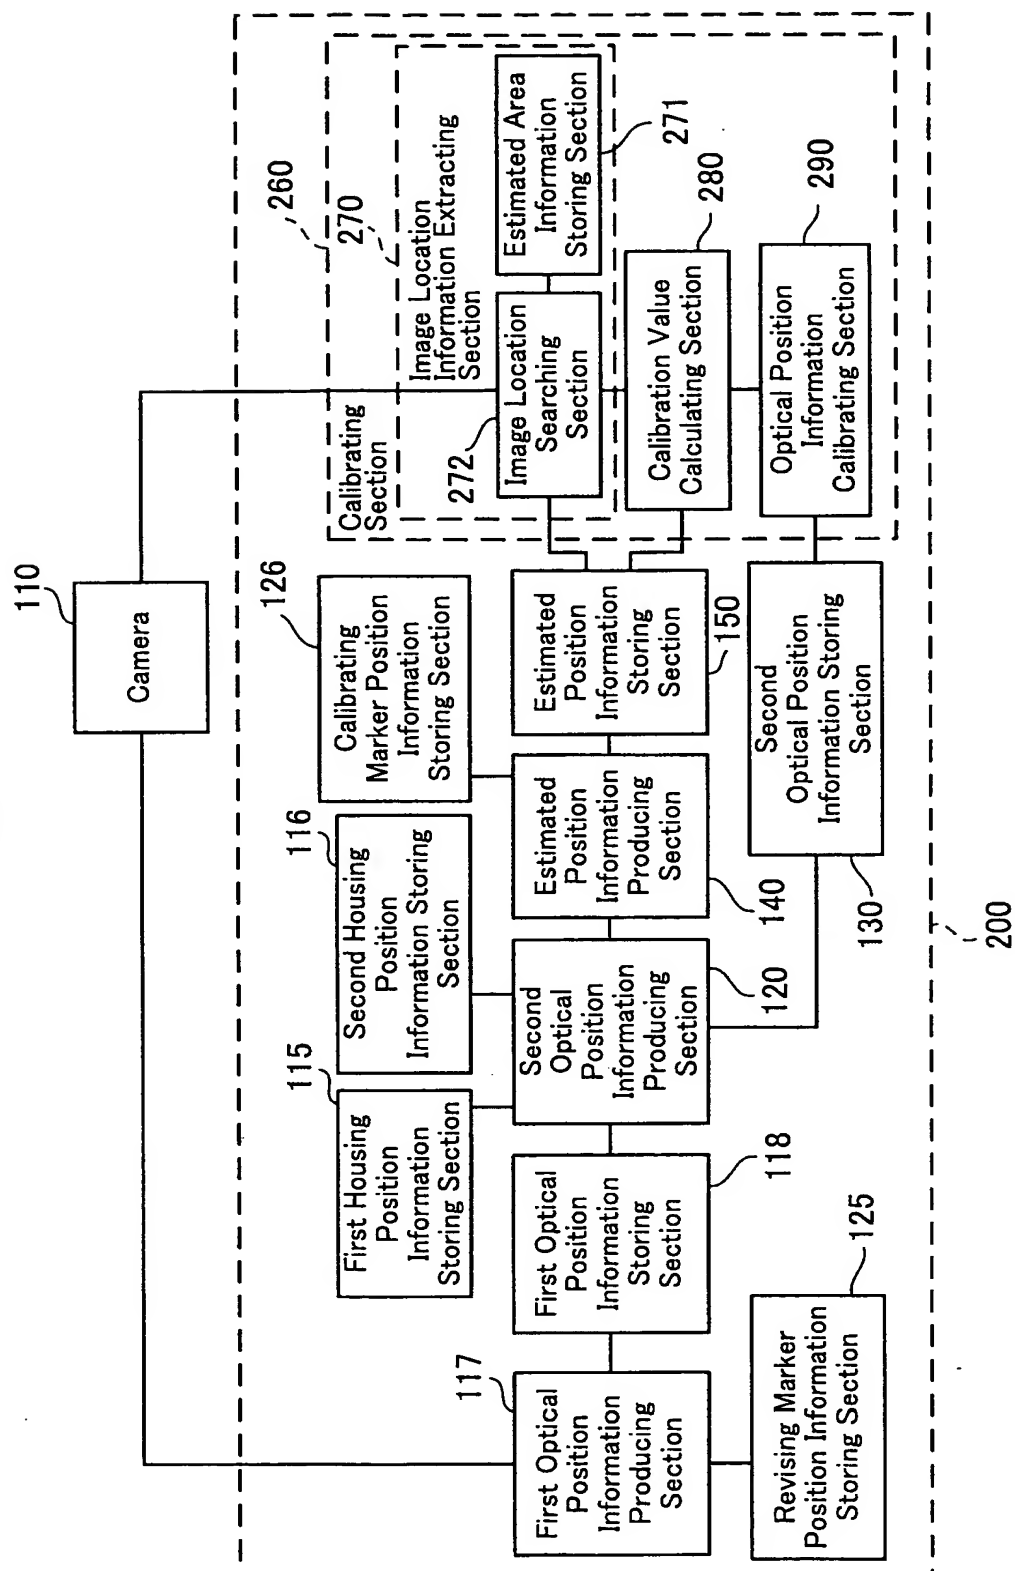 110
Camera
260
Calibrating
Section
270
Image Location
Information Extracting
Section
272
Image Location
Searching
Section
Estimated Area
Information
Storing Section
271
Calibration Value
Calculating Section
280
Optical Position
Information
Calibrating Section
290
126
Calibrating
Marker Position
Information
Storing Section
116
Second Housing
Position
Information Storing
Section
115
First Housing
Position
Information
Storing Section
117
First Optical
Position
Information
Producing
Section
First Optical
Position
Information
Storing
Section
118
Second
Optical
Position
Information
Producing
Section
120
Estimated
Position
Information
Producing
Section
140
Estimated
Position
Information
Storing
Section
150
Revising Marker
Position Information
Storing Section
125
Second
Optical Position
Information Storing
Section
130
200